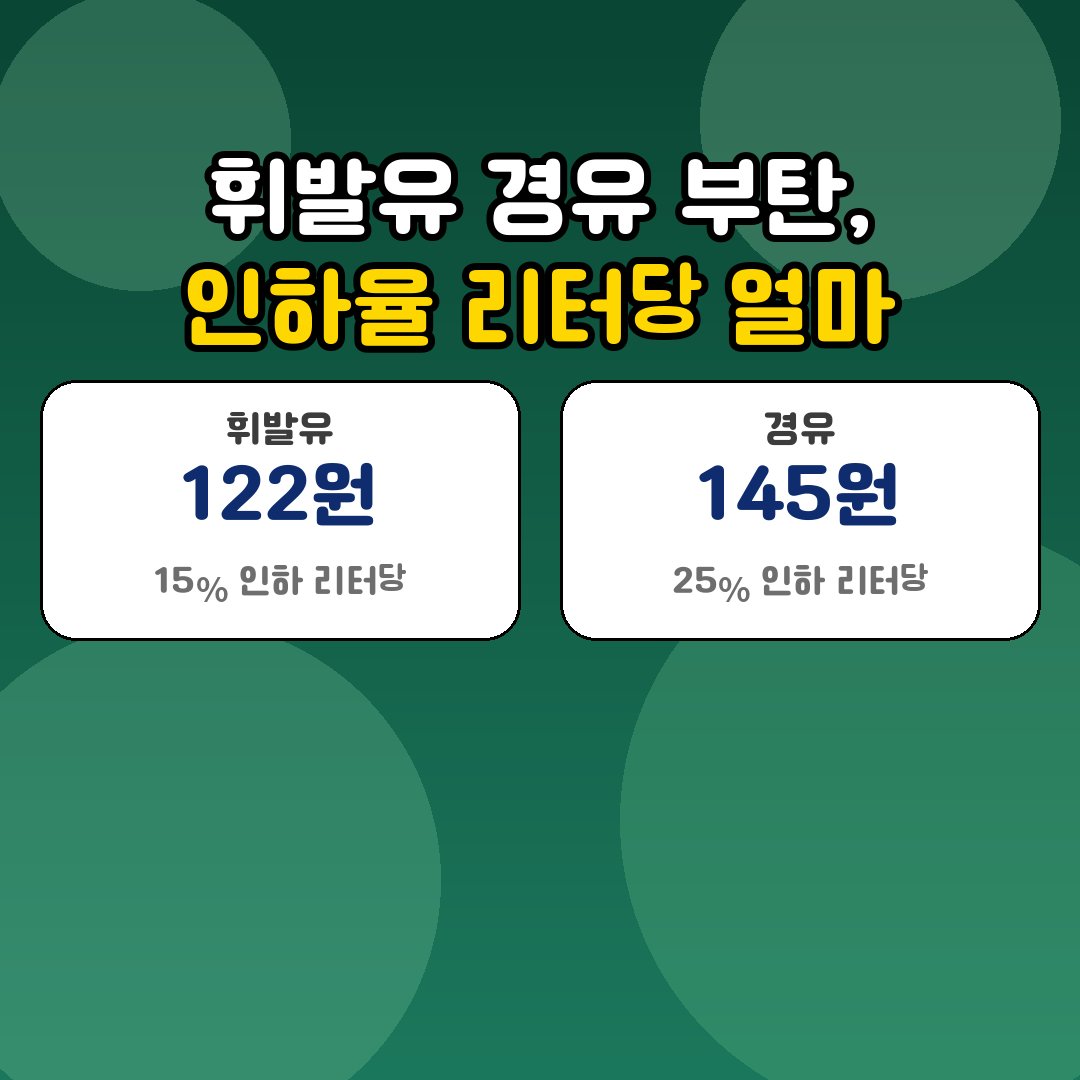 휘발유 경유 부탄,
인하율 리터당 얼마
휘발유
122원
15% 인하 리터당
경유
145원
25% 인하 리터당